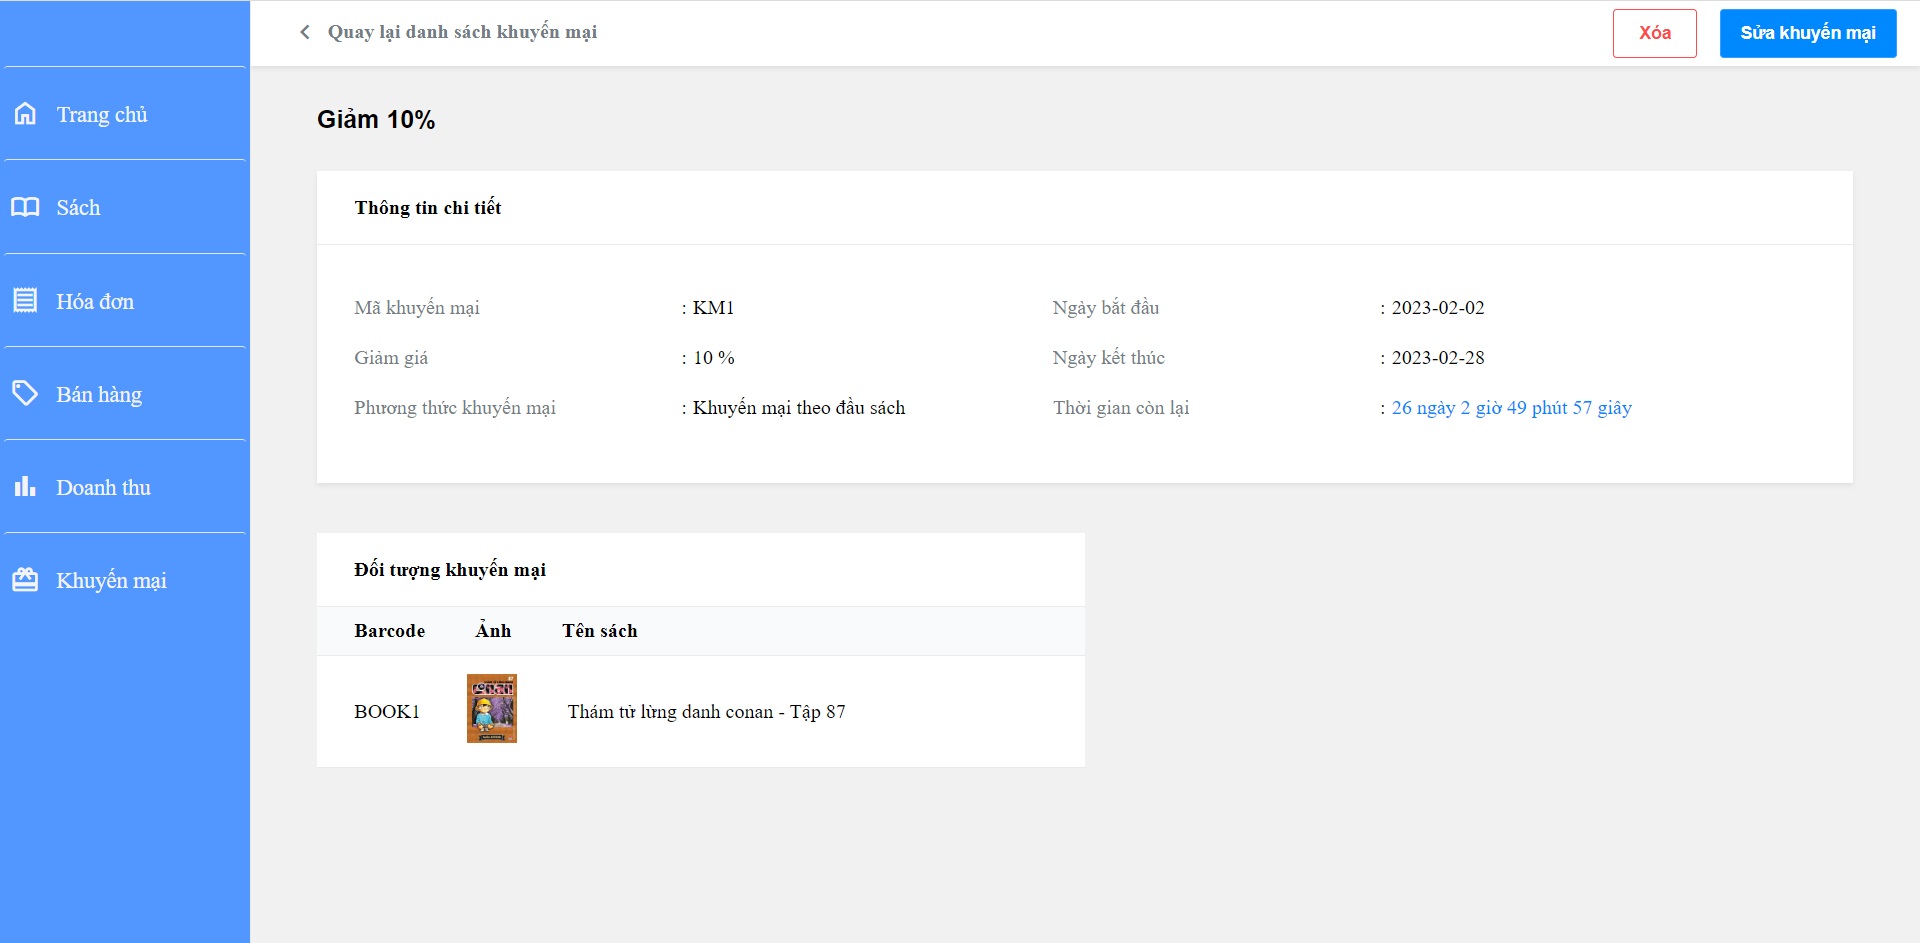 Quay lại danh sách khuyến mại
Xóa
Sửa khuyến mại
Trang chủ
Sách
Hóa đơn
Bán hàng
Doanh thu
Khuyến mại
Giảm 10%
Thông tin chi tiết
Mã khuyến mại : KM1 Ngày bắt đầu : 2023-02-02
Giảm giá : 10 % Ngày kết thúc : 2023-02-28
Phương thức khuyến mại : Khuyến mại theo đầu sách Thời gian còn lại : 26 ngày 2 giờ 49 phút 57 giây
Đối tượng khuyến mại
Barcode Ảnh Tên sách
Conan
BOOK1 Thám tử lừng danh conan - Tập 87